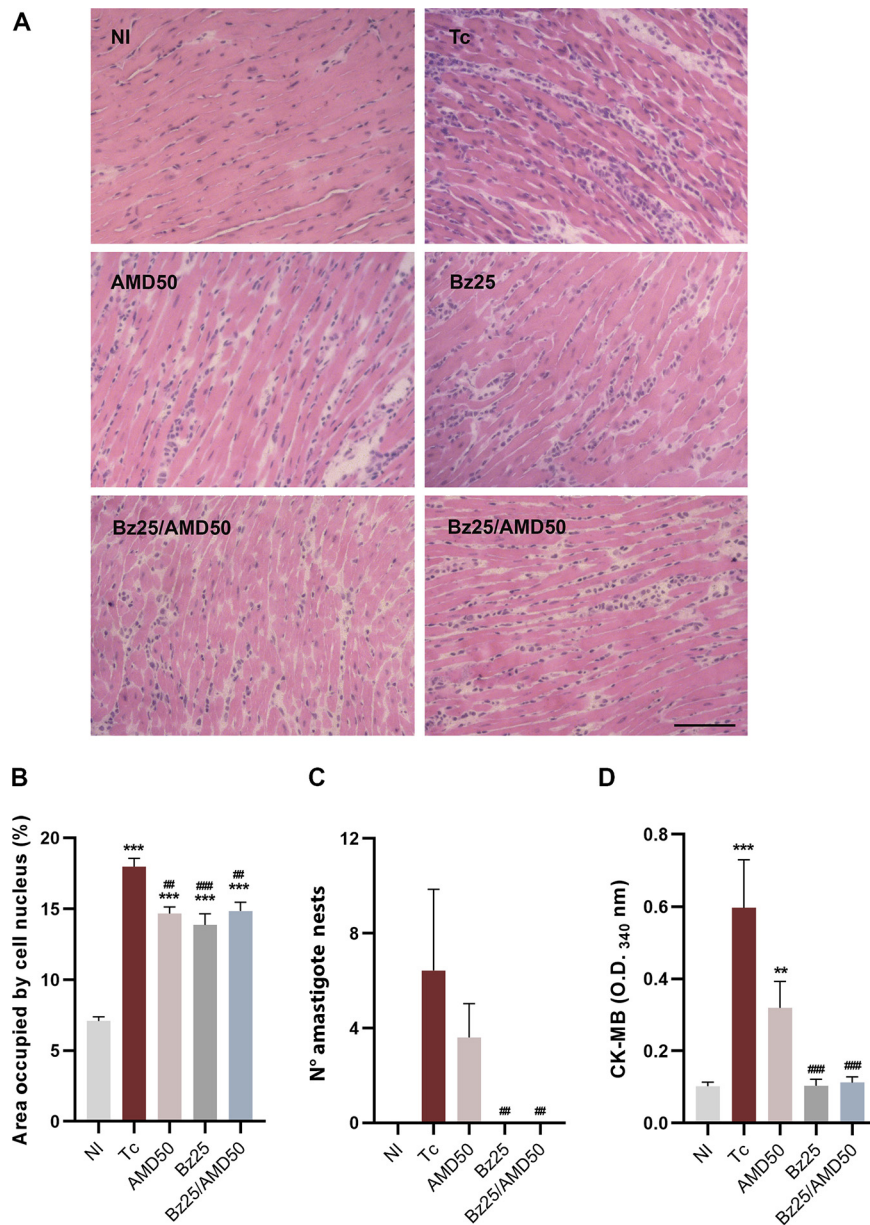 A
NI
Tc
AMD50
Bz25
Bz25/AMD50
Bz25/AMD50
B
Area occupied by cell nucleus (%)
20
15
10
5
0
***
##
***
###
***
##
***
NI
Tc
AMD50
Bz25
Bz25/AMD50
C
N° amastigote nests
12
8
4
0
##
##
NI
Tc
AMD50
Bz25
Bz25/AMD50
D
CK-MB (O.D. 340 nm)
0.8
0.6
0.4
0.2
0.0
***
**
###
###
NI
Tc
AMD50
Bz25
Bz25/AMD50